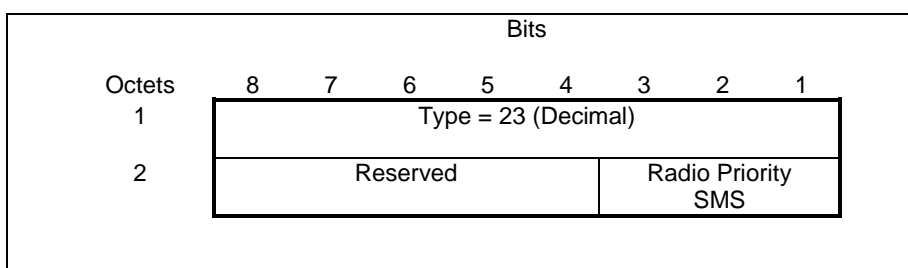 Bits
Octets 8 7 6 5 4 3 2 1
1 Type = 23 (Decimal)
2 Reserved Radio Priority
SMS